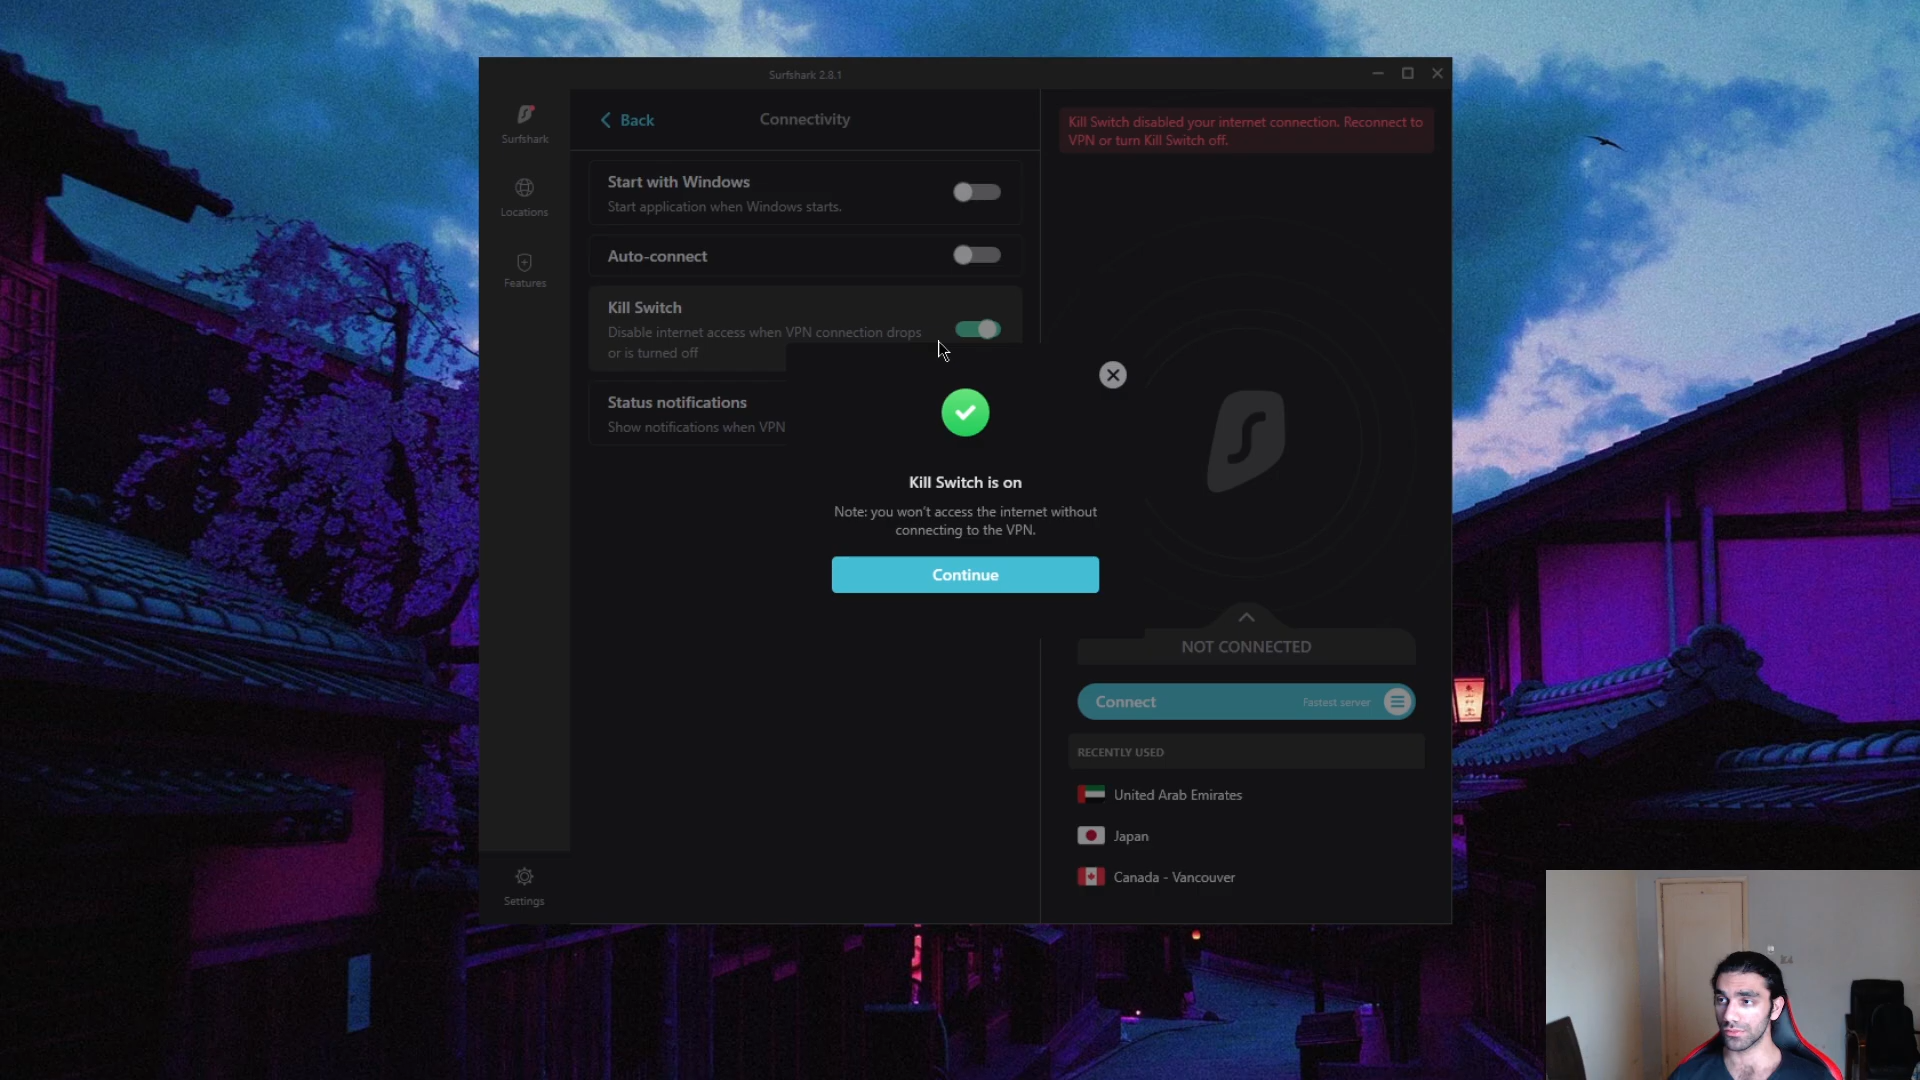 Surfshark 2.8.1
Surfshark
Locations
Features
Settings
Back
Connectivity
Start with Windows
Start application when Windows starts.
Auto-connect
Kill Switch
Disable internet access when VPN connection drops
or is turned off
Status notifications
Show notifications when VPN
Kill Switch is on
Note: you won't access the internet without
connecting to the VPN.
Continue
Kill Switch disabled your internet connection. Reconnect to
VPN or turn Kill Switch off.
NOT CONNECTED
Connect
Fastest server
RECENTLY USED
United Arab Emirates
Japan
Canada - Vancouver